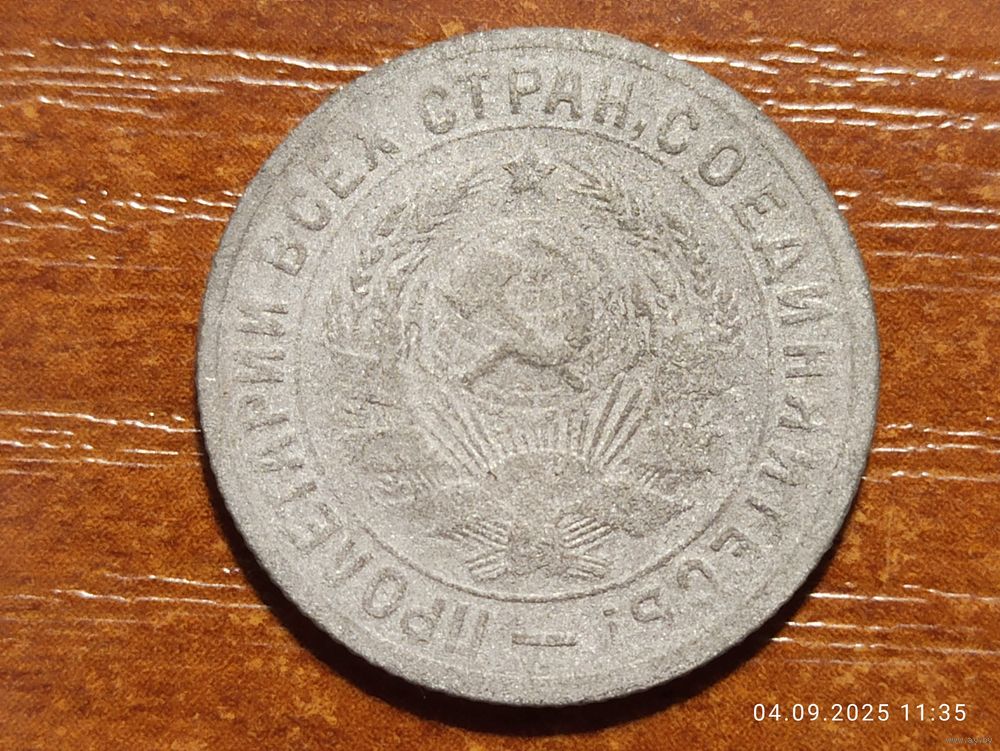 ПРОЛЕТАРИИ ВСЕХ СТРАН, СОЕДИНЯЙТЕСЬ! —
04.09.2025 11:35